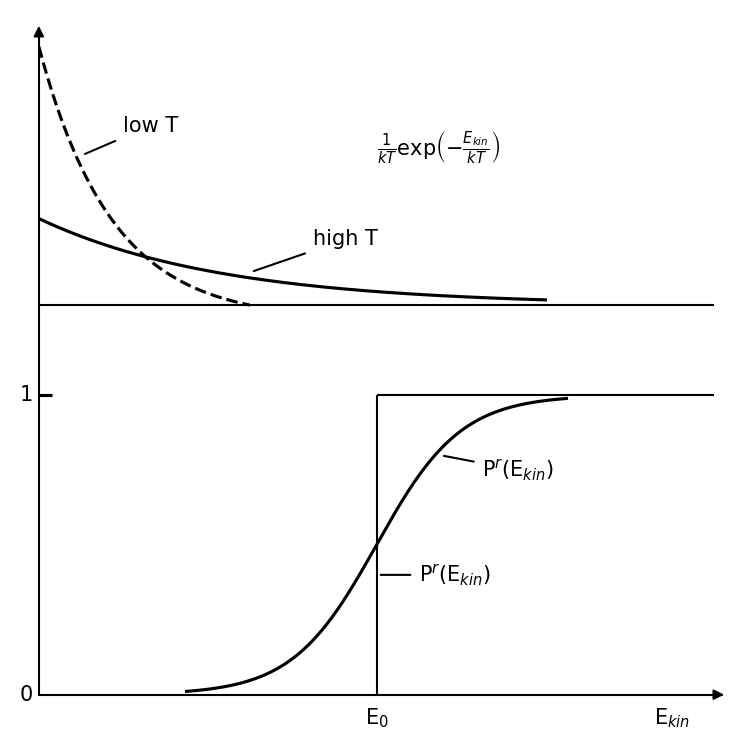 low T
1/kT exp(−E_kin/kT)
high T
1
P^r(E_kin)
P^r(E_kin)
0
E_0
E_kin